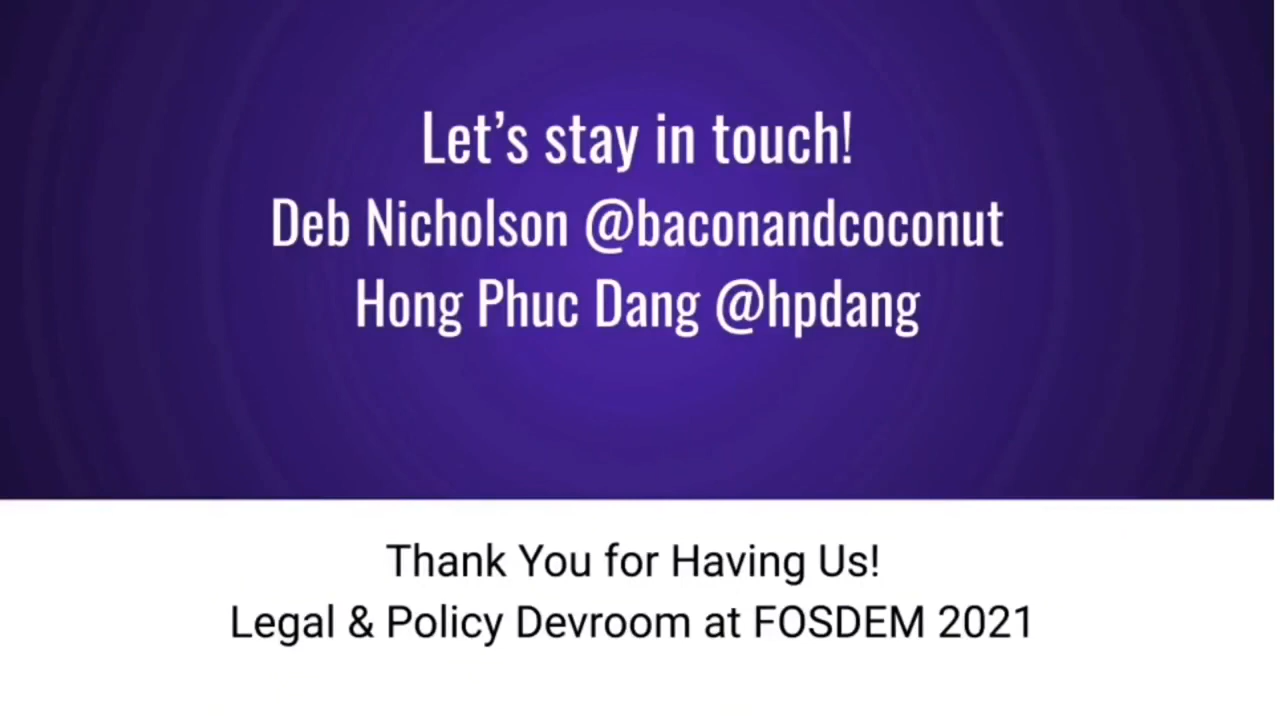 Let’s stay in touch!
Deb Nicholson @baconandcoconut
Hong Phuc Dang @hpdang
Thank You for Having Us!
Legal & Policy Devroom at FOSDEM 2021